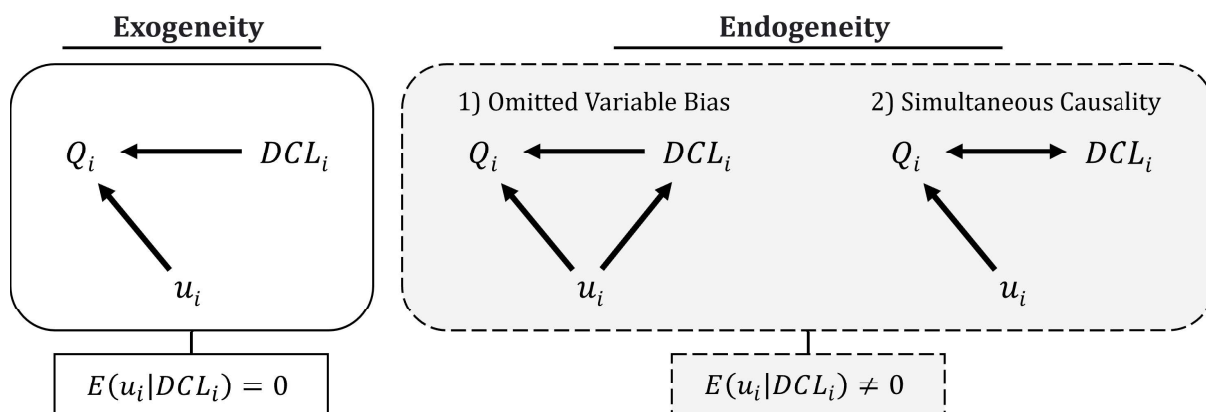 Exogeneity
Q_i
DCL_i
u_i
E(u_i|DCL_i) = 0
Endogeneity
1) Omitted Variable Bias
Q_i
DCL_i
u_i
2) Simultaneous Causality
Q_i
DCL_i
u_i
E(u_i|DCL_i) ≠ 0